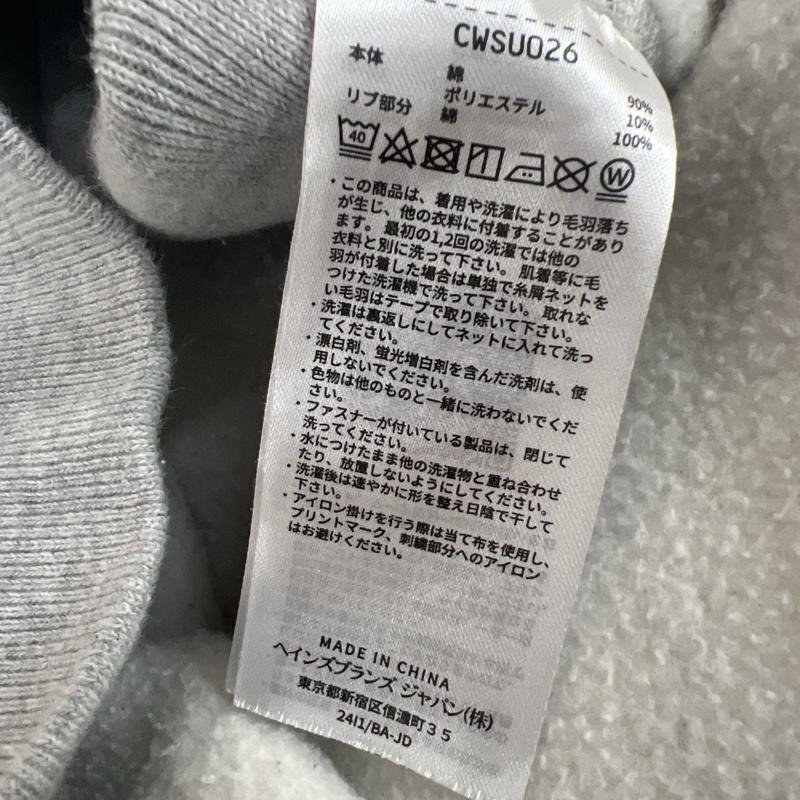 CWSU026
本体 綿 90%
ポリエステル 10%
リブ部分 綿 100%
40
W
・この商品は、着用や洗濯により毛羽落ち
が生じ、他の衣料に付着することがあり
ます。最初の1,2回の洗濯では他の
衣料と別に洗って下さい。肌着等に毛
羽が付着した場合は単独で糸屑ネットを
つけた洗濯機で洗って下さい。取れな
い毛羽はテープで取り除いて下さい。
・洗濯は裏返しにしてネットに入れて洗っ
てください。
・漂白剤、蛍光増白剤を含んだ洗剤は、使
用しないでください。
・色物は他のものと一緒に洗わないでくだ
さい。
・ファスナーが付いている製品は、閉じて
洗ってください。
・水につけたまま他の洗濯物と重ね合わせ
たり、放置しないようにしてください。
・洗濯後は速やかに形を整え日陰で干して
下さい。
・アイロン掛けを行う際は当て布を使用し、
プリントマーク、刺繍部分へのアイロン
はお避けください。
MADE IN CHINA
ヘインズブランズ ジャパン(株)
東京都新宿区信濃町35
24I1/BA-JD